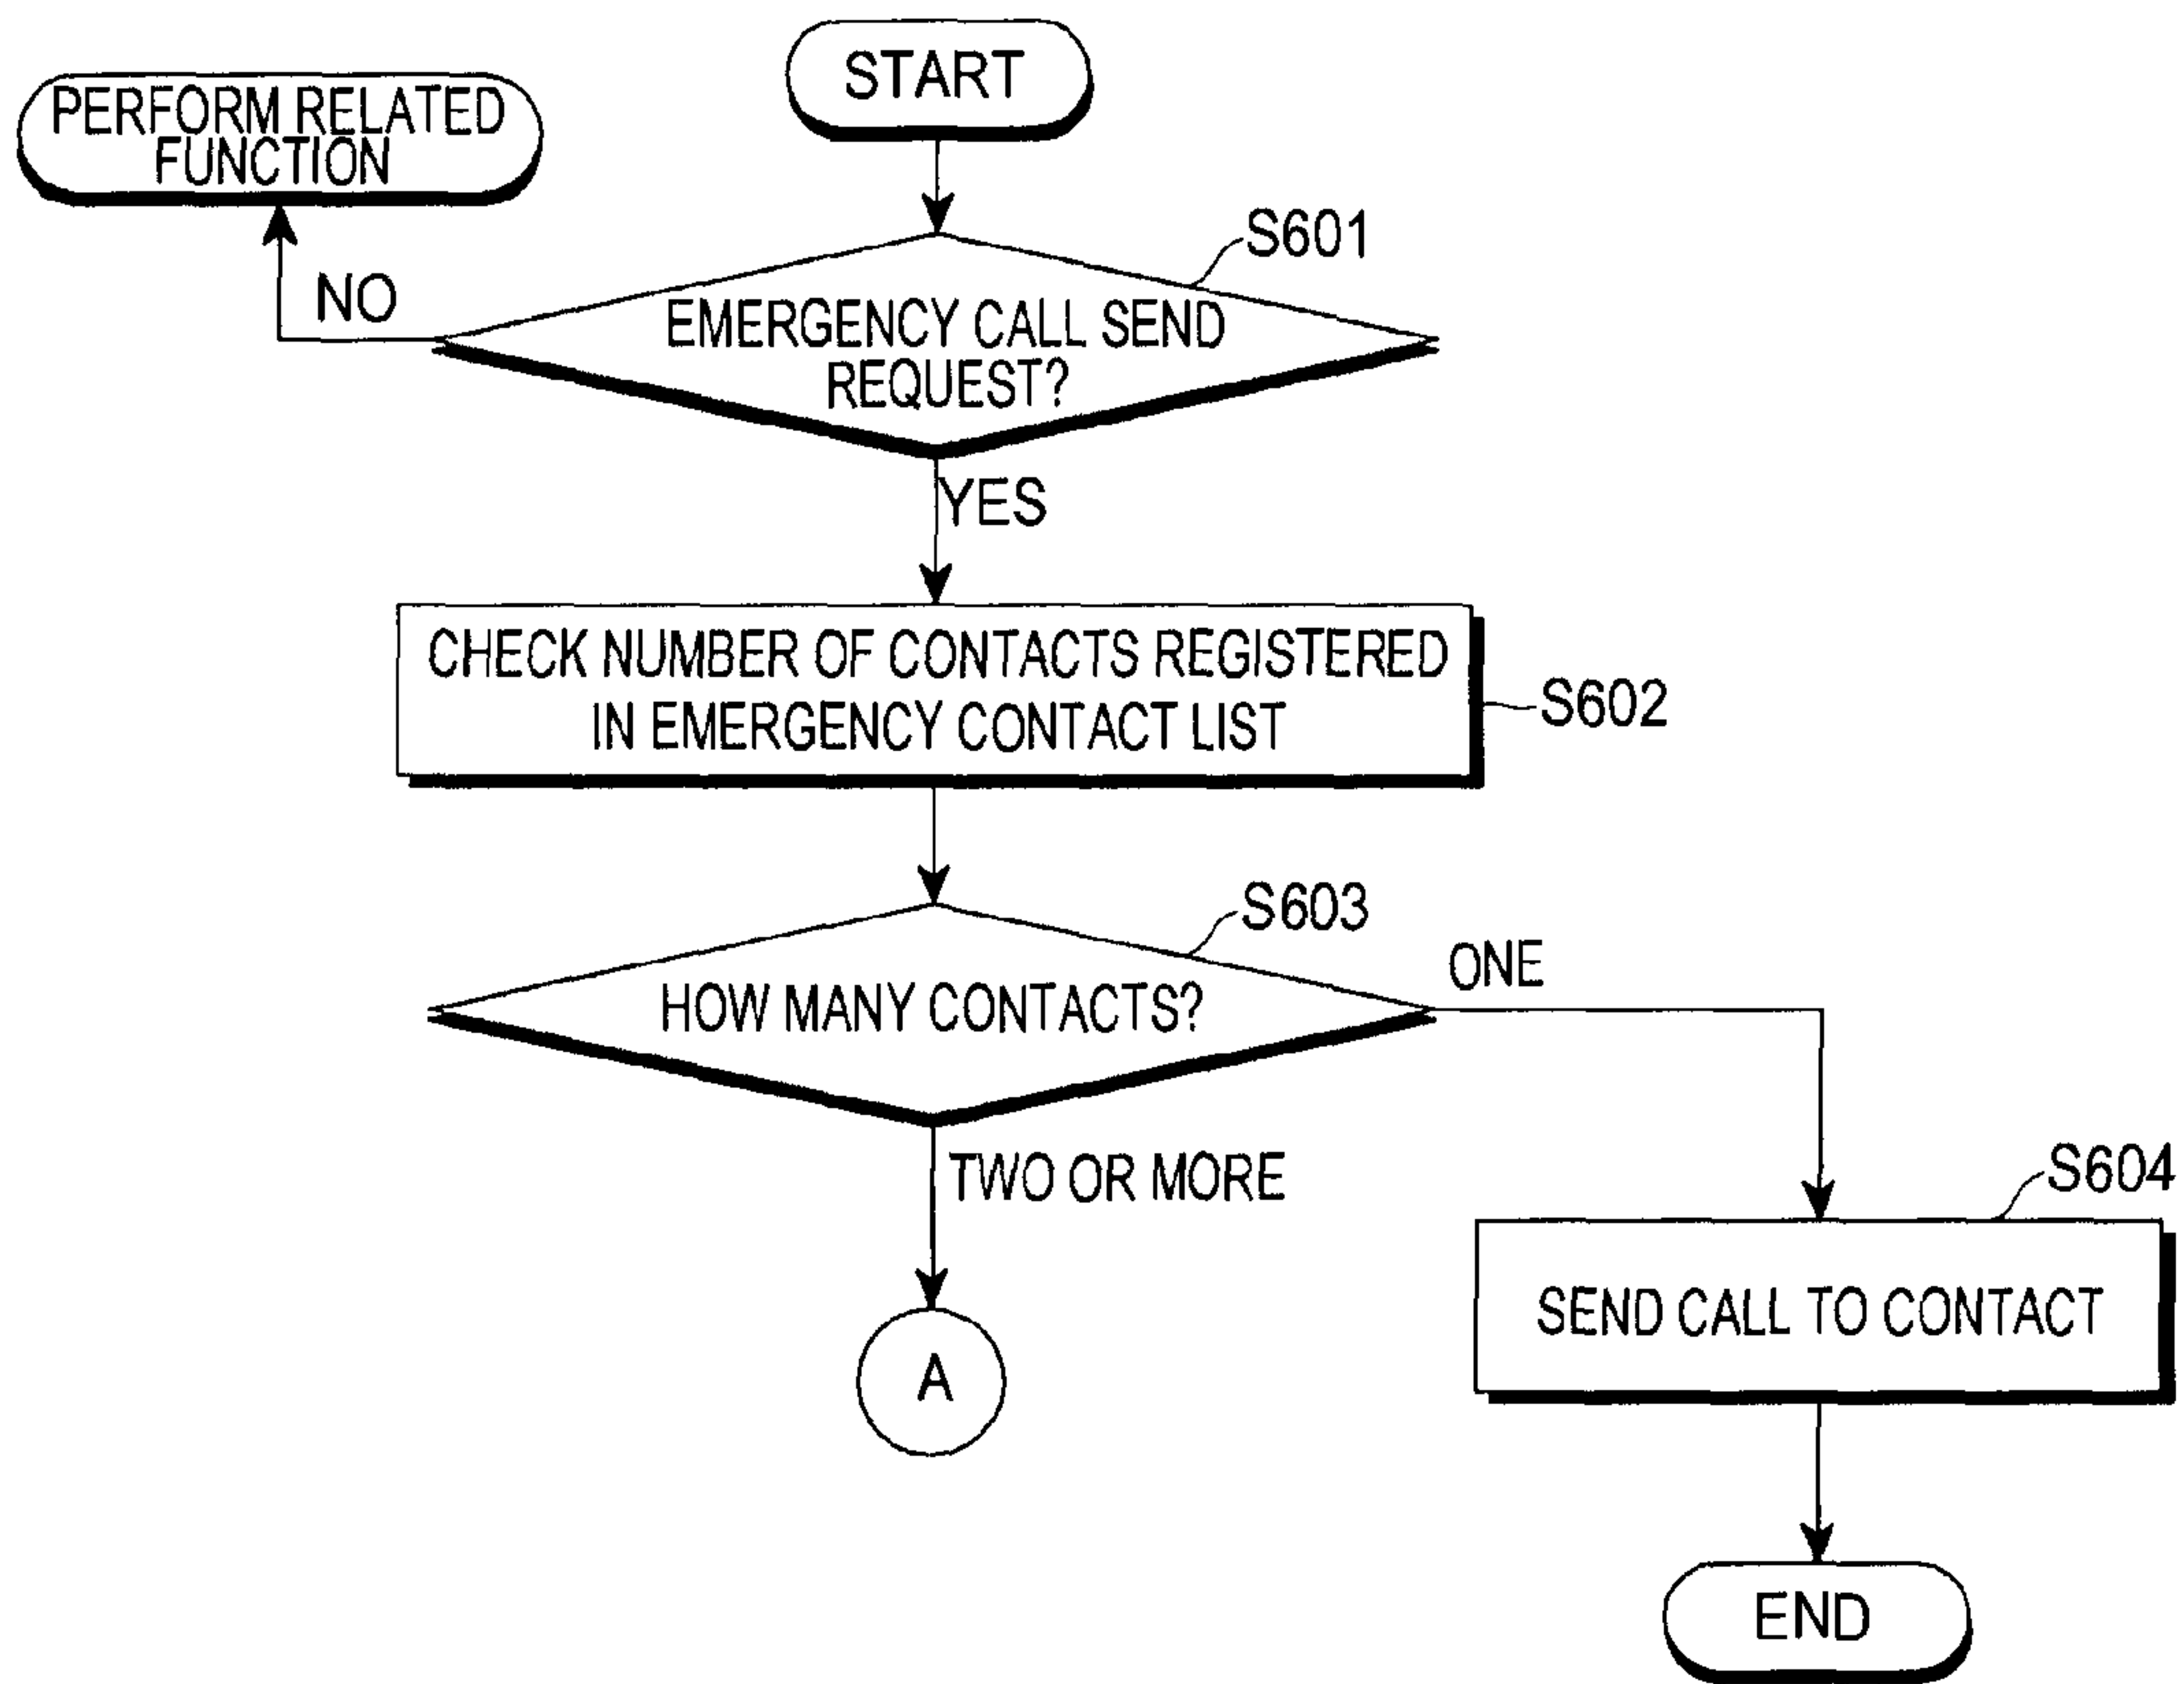 START
PERFORM RELATED
FUNCTION
S601
NO
EMERGENCY CALL SEND
REQUEST?
YES
CHECK NUMBER OF CONTACTS REGISTERED
IN EMERGENCY CONTACT LIST
S602
S603
ONE
HOW MANY CONTACTS?
TWO OR MORE
S604
SEND CALL TO CONTACT
A
END